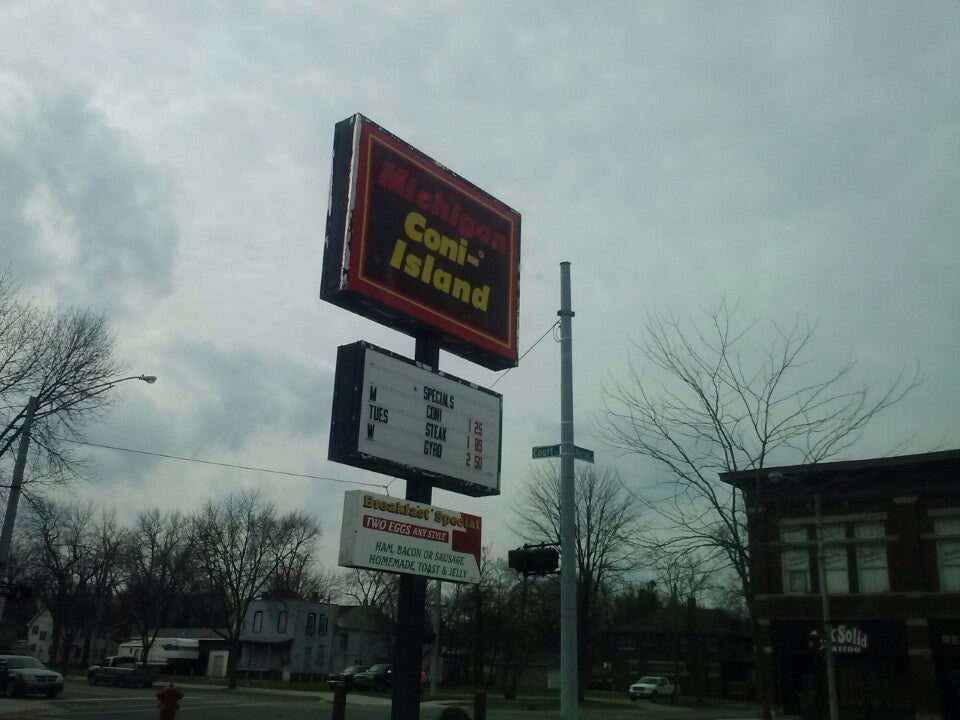 Michigan
Coni-
Island
SPECIALS
M CONI 1 25
TUES STEAK 1 89
W GYRO 2 50
Breakfast Special
TWO EGGS ANY STYLE
HAM, BACON OR SAUSAGE
HOMEMADE TOAST & JELLY
COURT
Solid